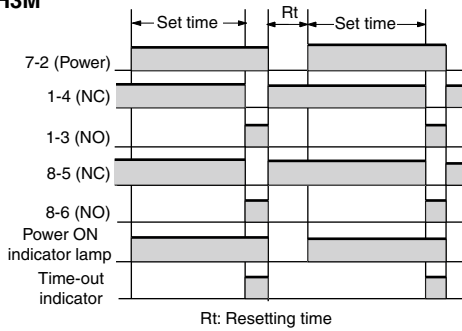 Set time
Rt
Set time
7-2 (Power)
1-4 (NC)
1-3 (NO)
8-5 (NC)
8-6 (NO)
Power ON
indicator lamp
Time-out
indicator
Rt: Resetting time